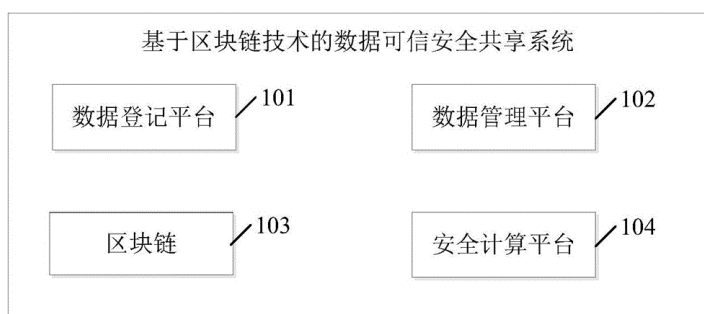 基于区块链技术的数据可信安全共享系统
数据登记平台 101
数据管理平台 102
区块链 103
安全计算平台 104